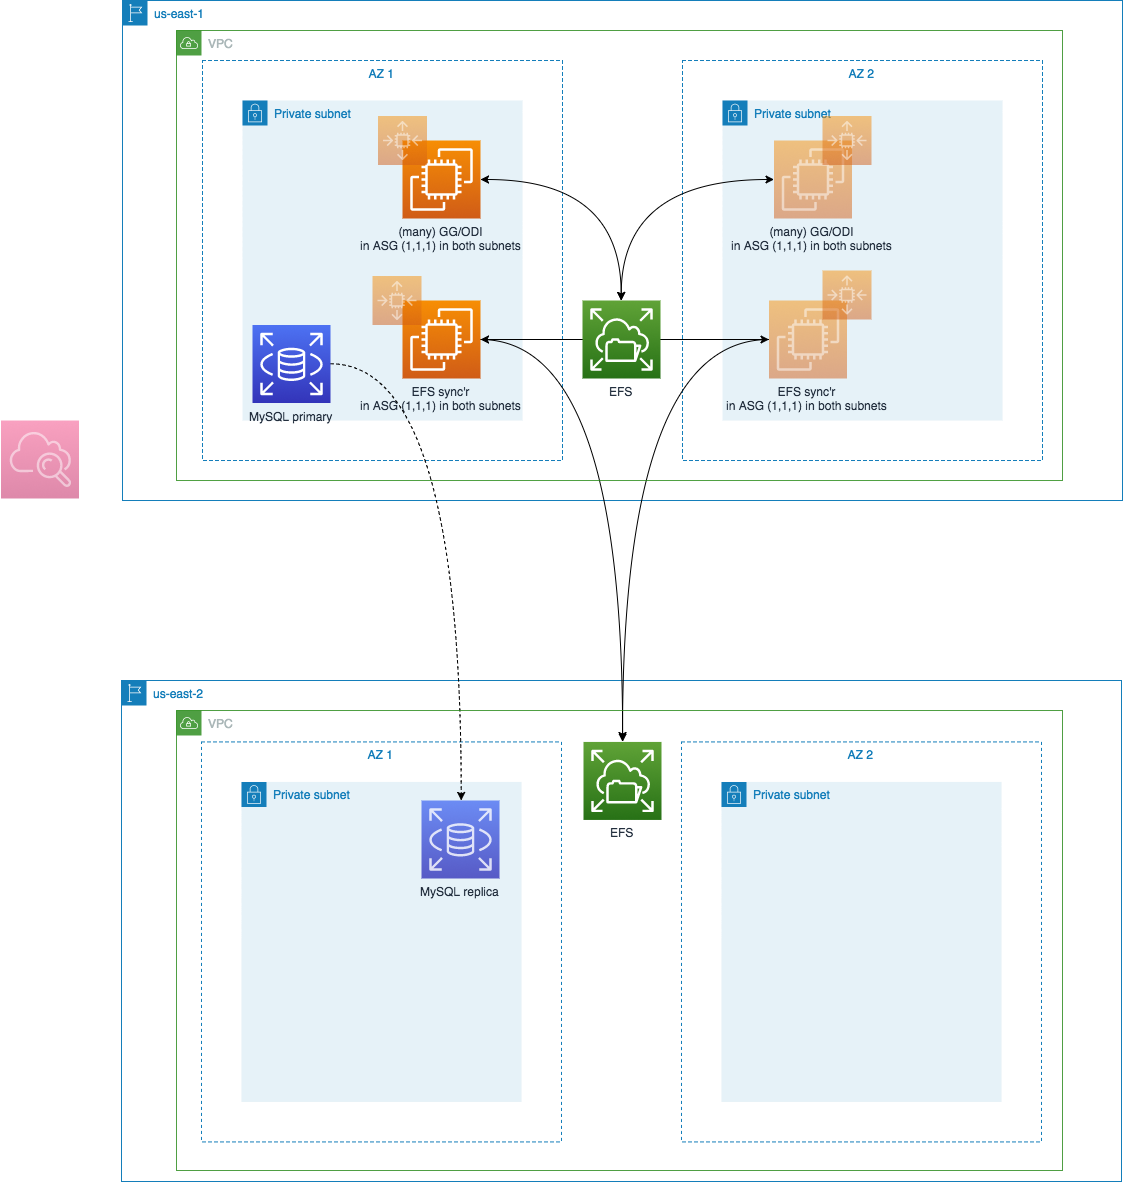 us-east-1
VPC
AZ 1
AZ 2
Private subnet
Private subnet
(many) GG/ODI
in ASG (1,1,1) in both subnets
(many) GG/ODI
in ASG (1,1,1) in both subnets
EFS sync'r
in ASG (1,1,1) in both subnets
EFS
EFS sync'r
in ASG (1,1,1) in both subnets
MySQL primary
us-east-2
VPC
AZ 1
AZ 2
Private subnet
Private subnet
EFS
MySQL replica